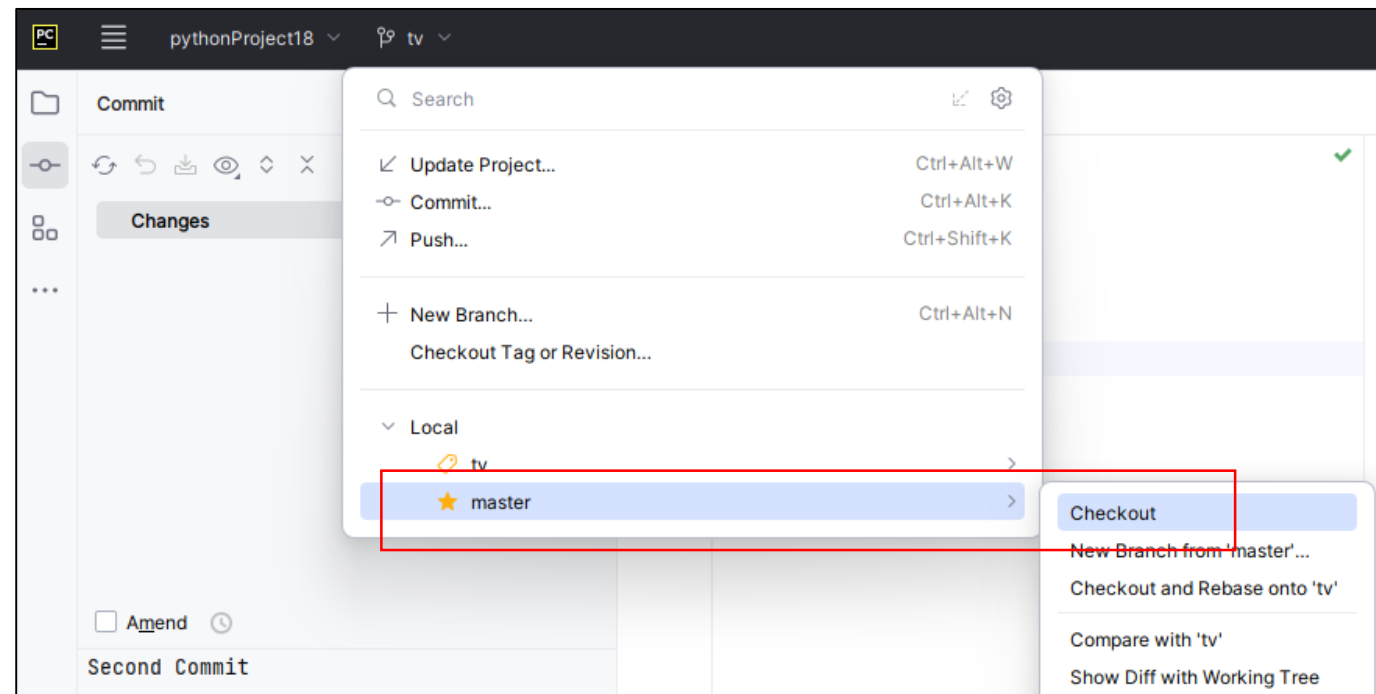 PC
pythonProject18
tv
Commit
Search
Update Project... Ctrl+Alt+W
Commit... Ctrl+Alt+K
Changes
Push... Ctrl+Shift+K
New Branch... Ctrl+Alt+N
Checkout Tag or Revision...
Local
tv
master
Checkout
New Branch from 'master'...
Checkout and Rebase onto 'tv'
Amend
Compare with 'tv'
Second Commit
Show Diff with Working Tree